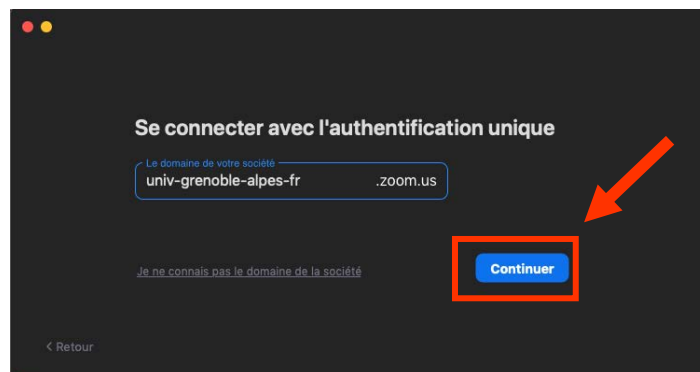 Se connecter avec l'authentification unique
Le domaine de votre société
univ-grenoble-alpes-fr .zoom.us
Je ne connais pas le domaine de la société
Continuer
< Retour